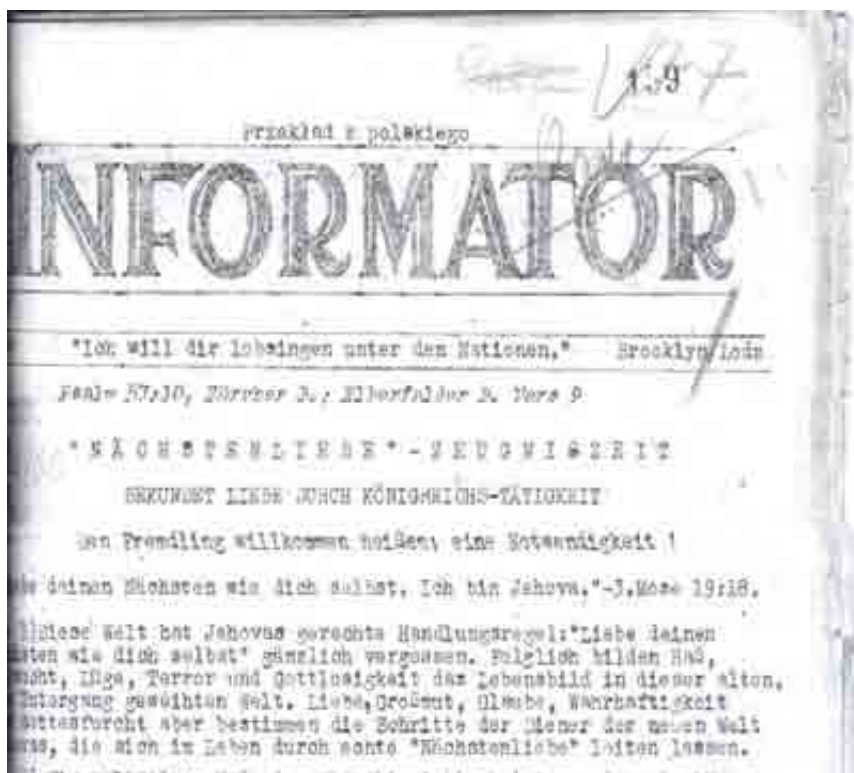 Przekład z polskiego
INFORMATOR
"Ich will dir lobsingen unter den Nationen." Brooklyn
Psalm 57:10, Zürcher B.; Elberfelder B. Vers 9
"NÄCHSTENLIEBE"-ZEUGNISZEIT
BEKUNDET LIEBE DURCH KÖNIGREICHS-TÄTIGKEIT
Den Fremdling willkommen heißen: eine Notwendigkeit !
deinen Nächsten wie dich selbst. Ich bin Jehova."-3.Mose 19:18.
Diese Welt hat Jehovas gerechte Handlungsregel:"Liebe deinen
wie dich selbst" gänzlich vergessen. Folglich bilden Haß,
Lüge, Terror und Gottlosigkeit das Lebensbild in dieser alten,
Untergang geweihten Welt. Liebe, Großmut, Glaube, Wahrhaftigkeit
aber bestimmen die Schritte der Diener der neuen Welt
die sich im Leben durch echte "Nächstenliebe" leiten lassen.